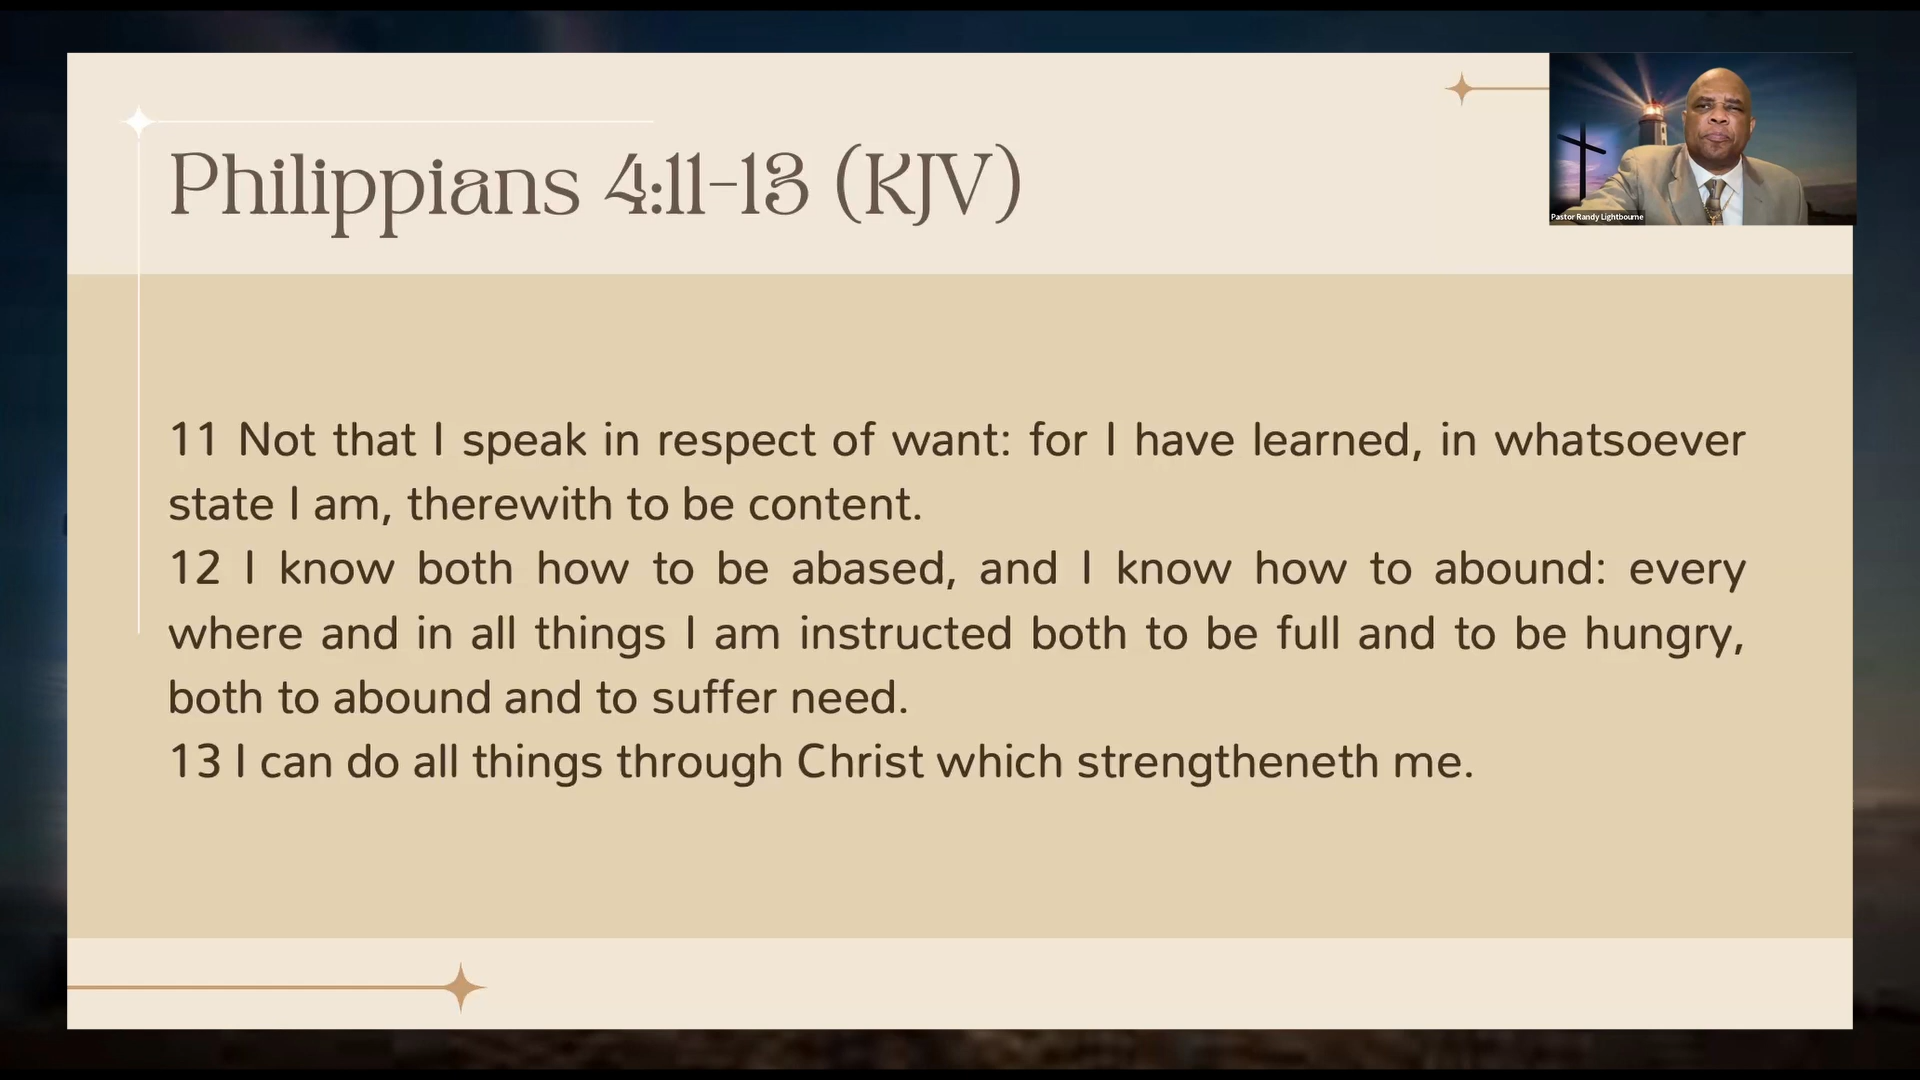 Philippians 4:11-13 (KJV)
Pastor Randy Lightbourne
11 Not that I speak in respect of want: for I have learned, in whatsoever
state I am, therewith to be content.
12 I know both how to be abased, and I know how to abound: every
where and in all things I am instructed both to be full and to be hungry,
both to abound and to suffer need.
13 I can do all things through Christ which strengtheneth me.